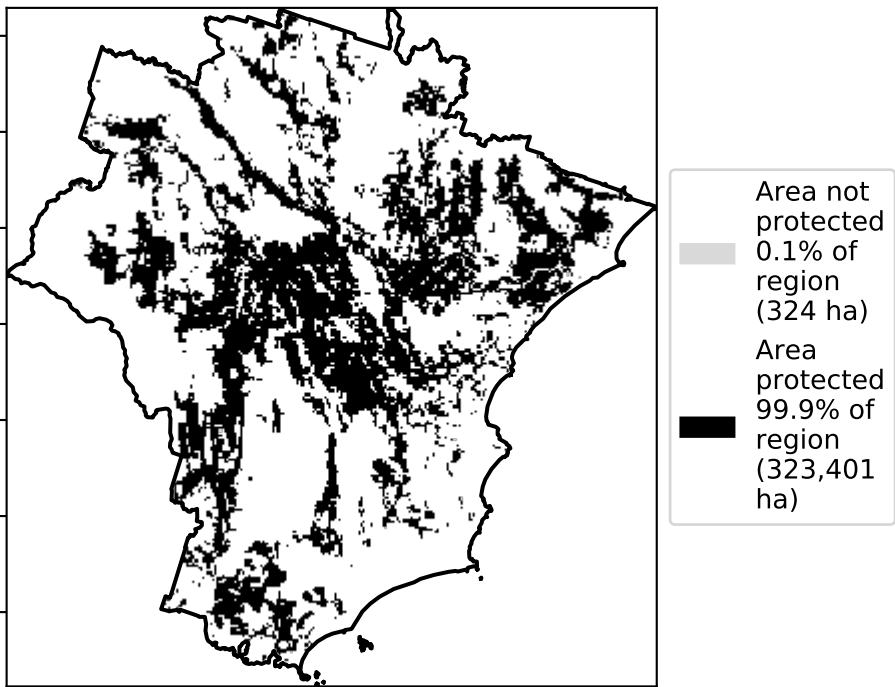 Area not
protected
0.1% of
region
(324 ha)
Area
protected
99.9% of
region
(323,401
ha)